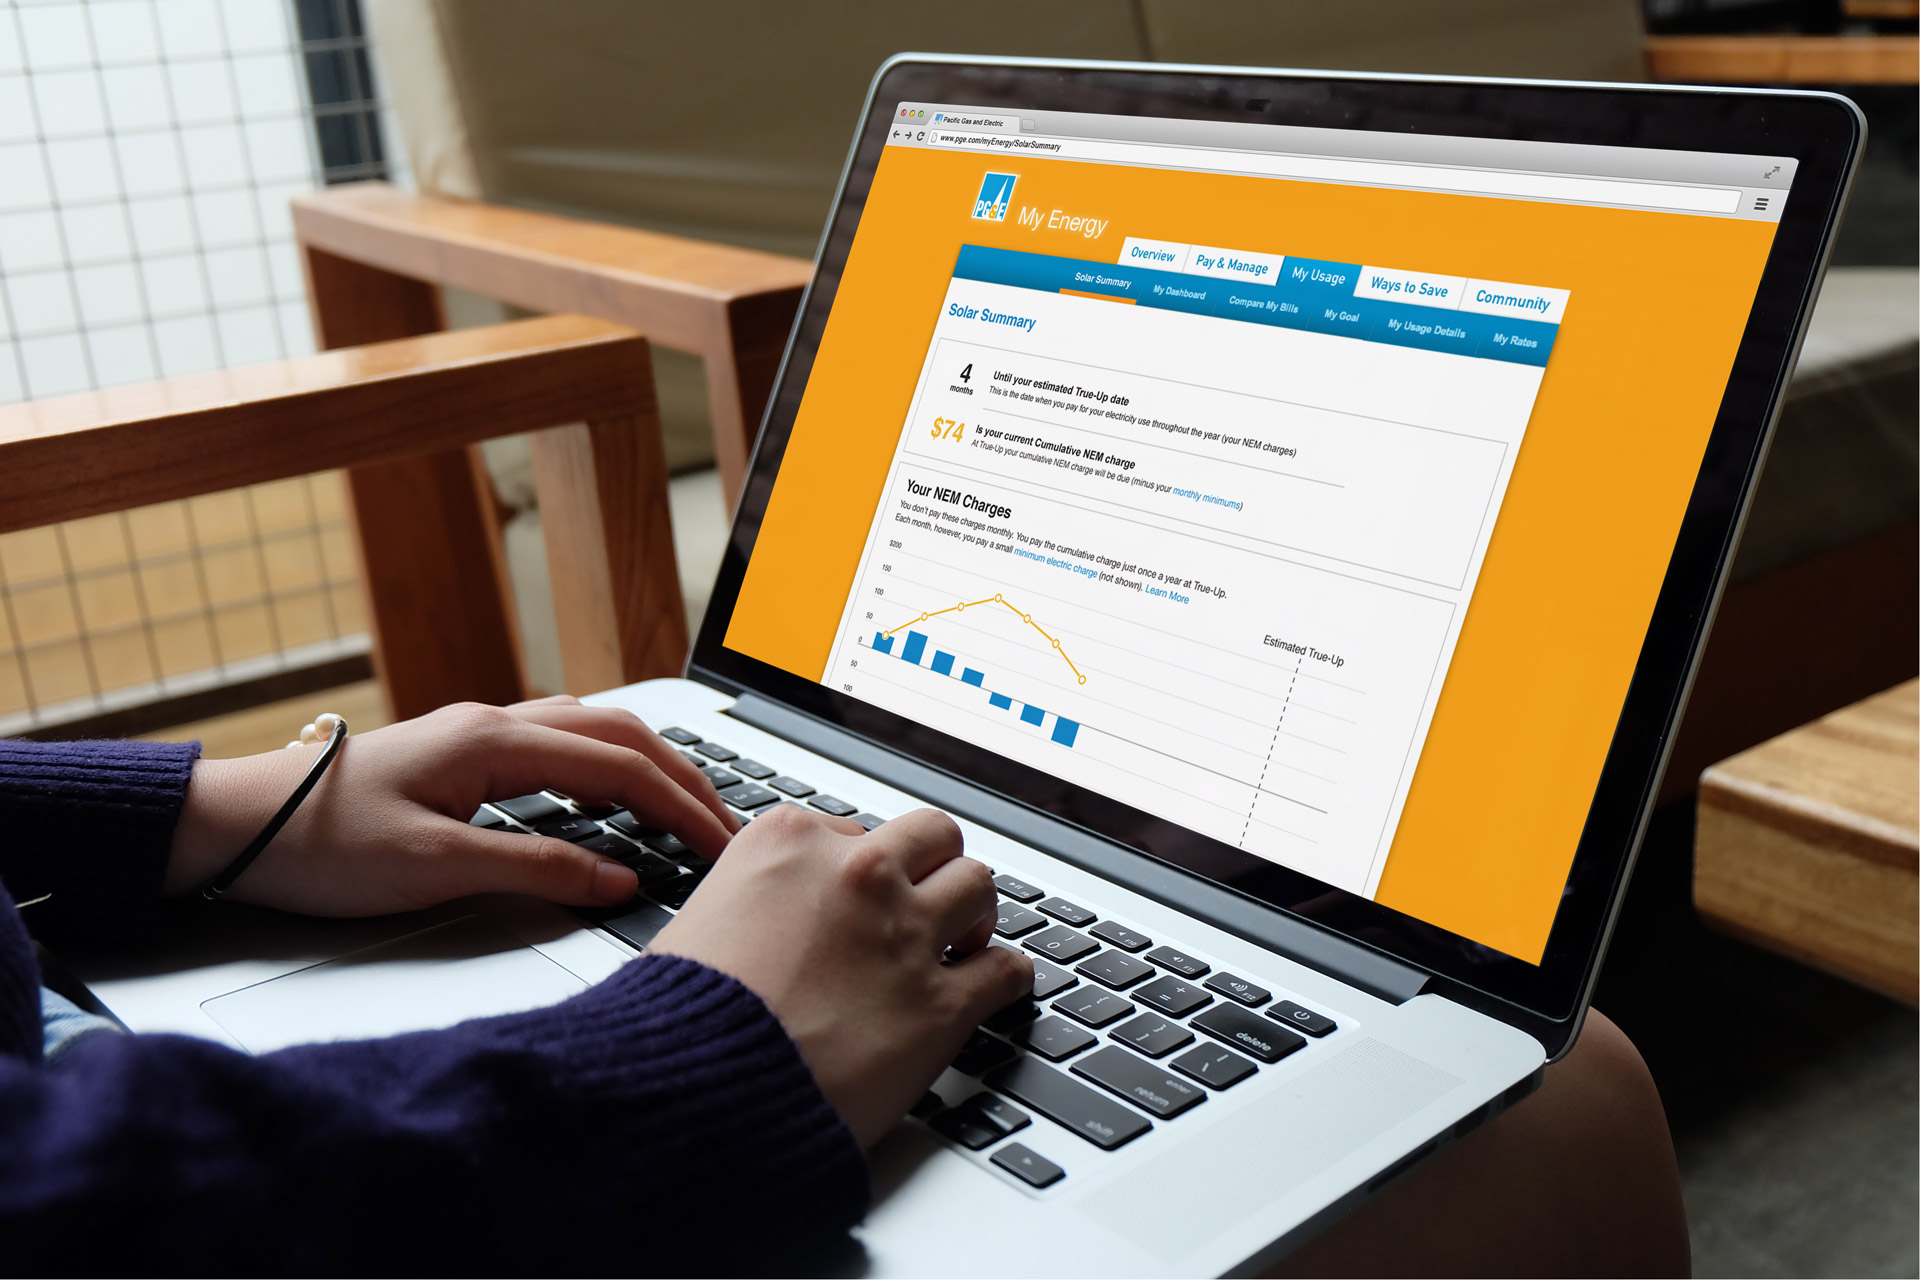 Pacific Gas and Electric
www.pge.com/myEnergy/SolarSummary
PG&E
My Energy
Overview
Pay & Manage
My Usage
Ways to Save
Community
Solar Summary
My Dashboard
Compare My Bills
My Goal
My Usage Details
My Rates
Solar Summary
4
months
Until your estimated True-Up date
This is the date when you pay for your electricity use throughout the year (your NEM charges)
$74
Is your current Cumulative NEM charge
At True-Up your cumulative NEM charge will be due (minus your monthly minimums)
Your NEM Charges
You don't pay these charges monthly. You pay the cumulative charge just once a year at True-Up.
Each month, however, you pay a small minimum electric charge (not shown). Learn More
$200
150
100
50
0
50
100
Estimated True-Up
delete
enter
return
shift